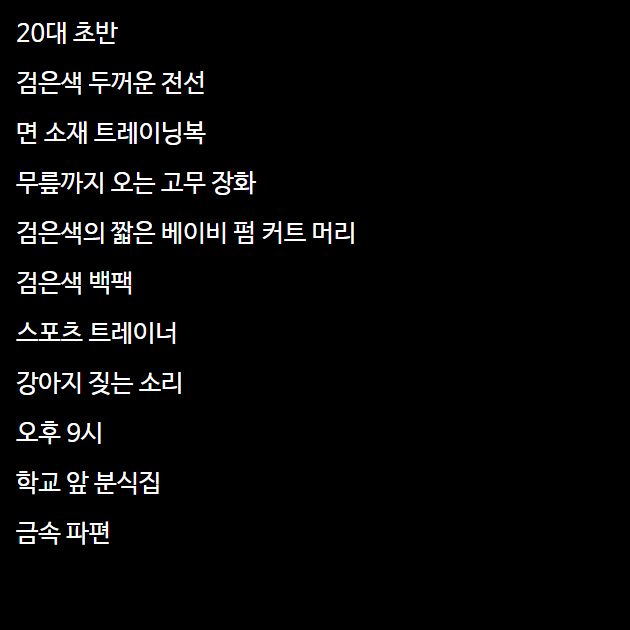 20대 초반
검은색 두꺼운 전선
면 소재 트레이닝복
무릎까지 오는 고무 장화
검은색의 짧은 베이비 펌 커트 머리
검은색 백팩
스포츠 트레이너
강아지 짖는 소리
오후 9시
학교 앞 분식집
금속 파편